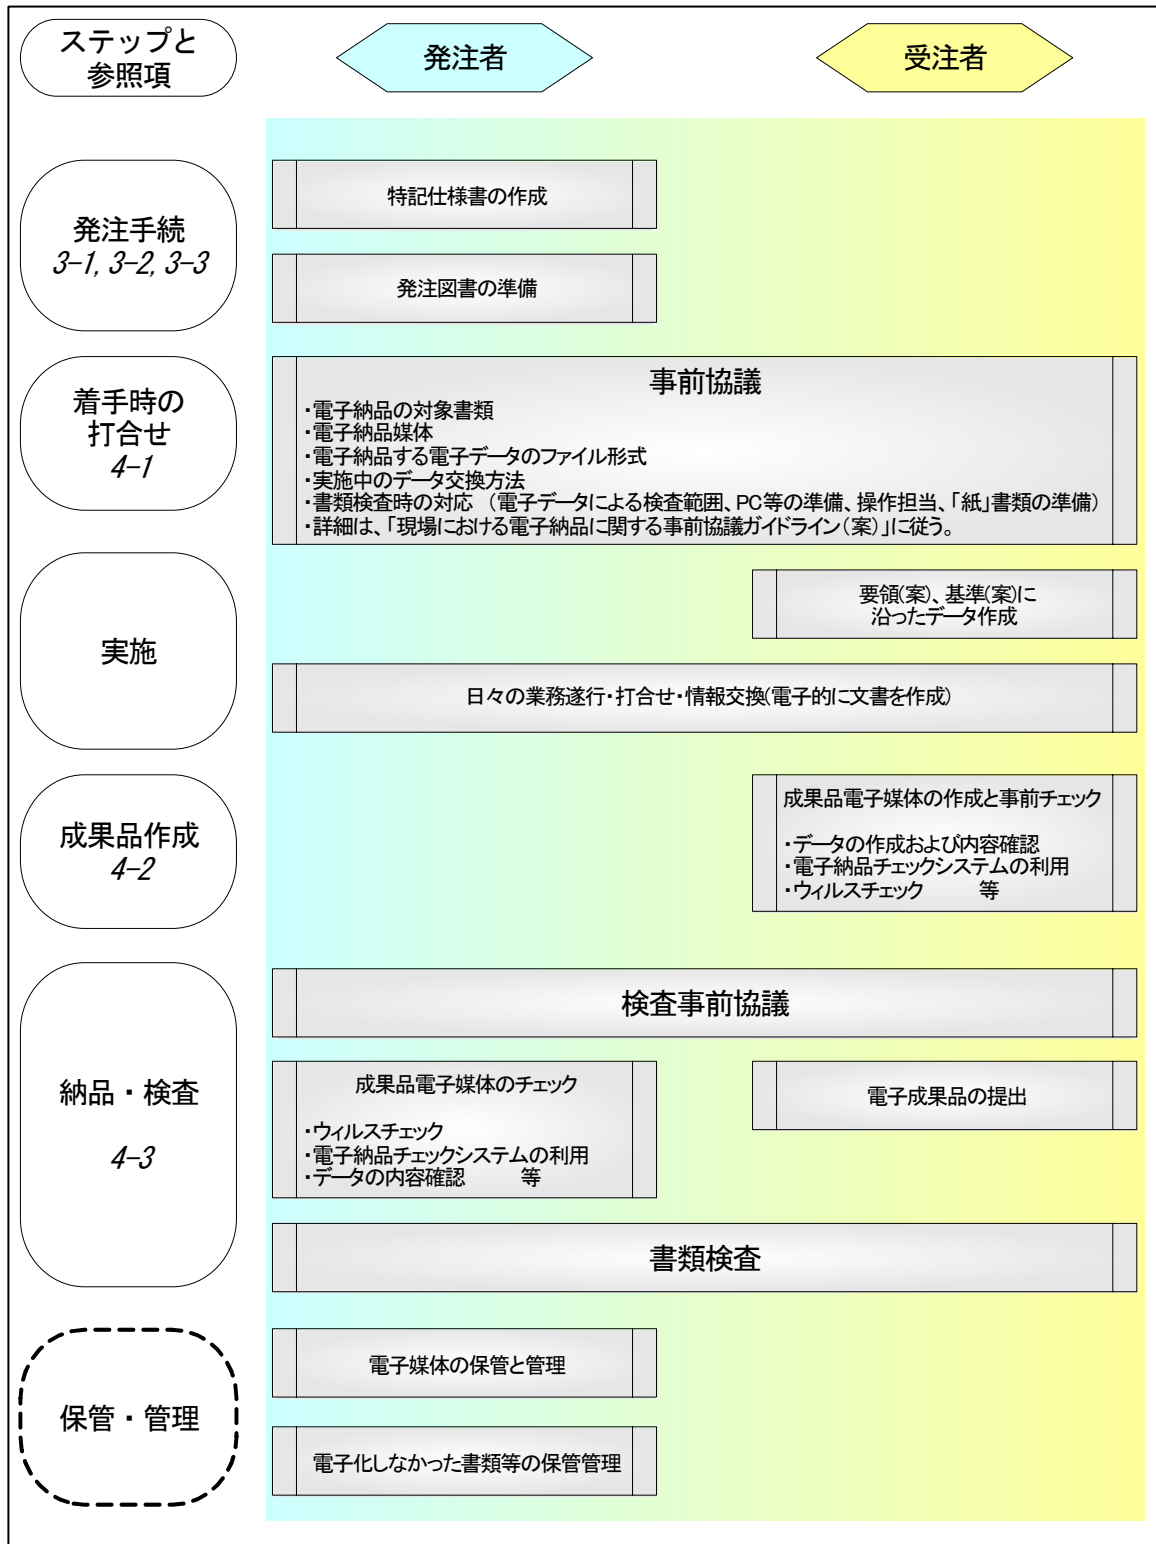 ステップと
参照項
発注者
受注者
発注手続
3-1, 3-2, 3-3
特記仕様書の作成
発注図書の準備
着手時の
打合せ
4-1
事前協議
・電子納品の対象書類
・電子納品媒体
・電子納品する電子データのファイル形式
・実施中のデータ交換方法
・書類検査時の対応 （電子データによる検査範囲、PC等の準備、操作担当、「紙」書類の準備）
・詳細は、「現場における電子納品に関する事前協議ガイドライン（案）」に従う。
実施
要領(案)、基準(案)に
沿ったデータ作成
日々の業務遂行・打合せ・情報交換(電子的に文書を作成)
成果品作成
4-2
成果品電子媒体の作成と事前チェック
・データの作成および内容確認
・電子納品チェックシステムの利用
・ウィルスチェック 等
納品・検査
4-3
検査事前協議
成果品電子媒体のチェック
・ウィルスチェック
・電子納品チェックシステムの利用
・データの内容確認 等
電子成果品の提出
書類検査
保管・管理
電子媒体の保管と管理
電子化しなかった書類等の保管管理